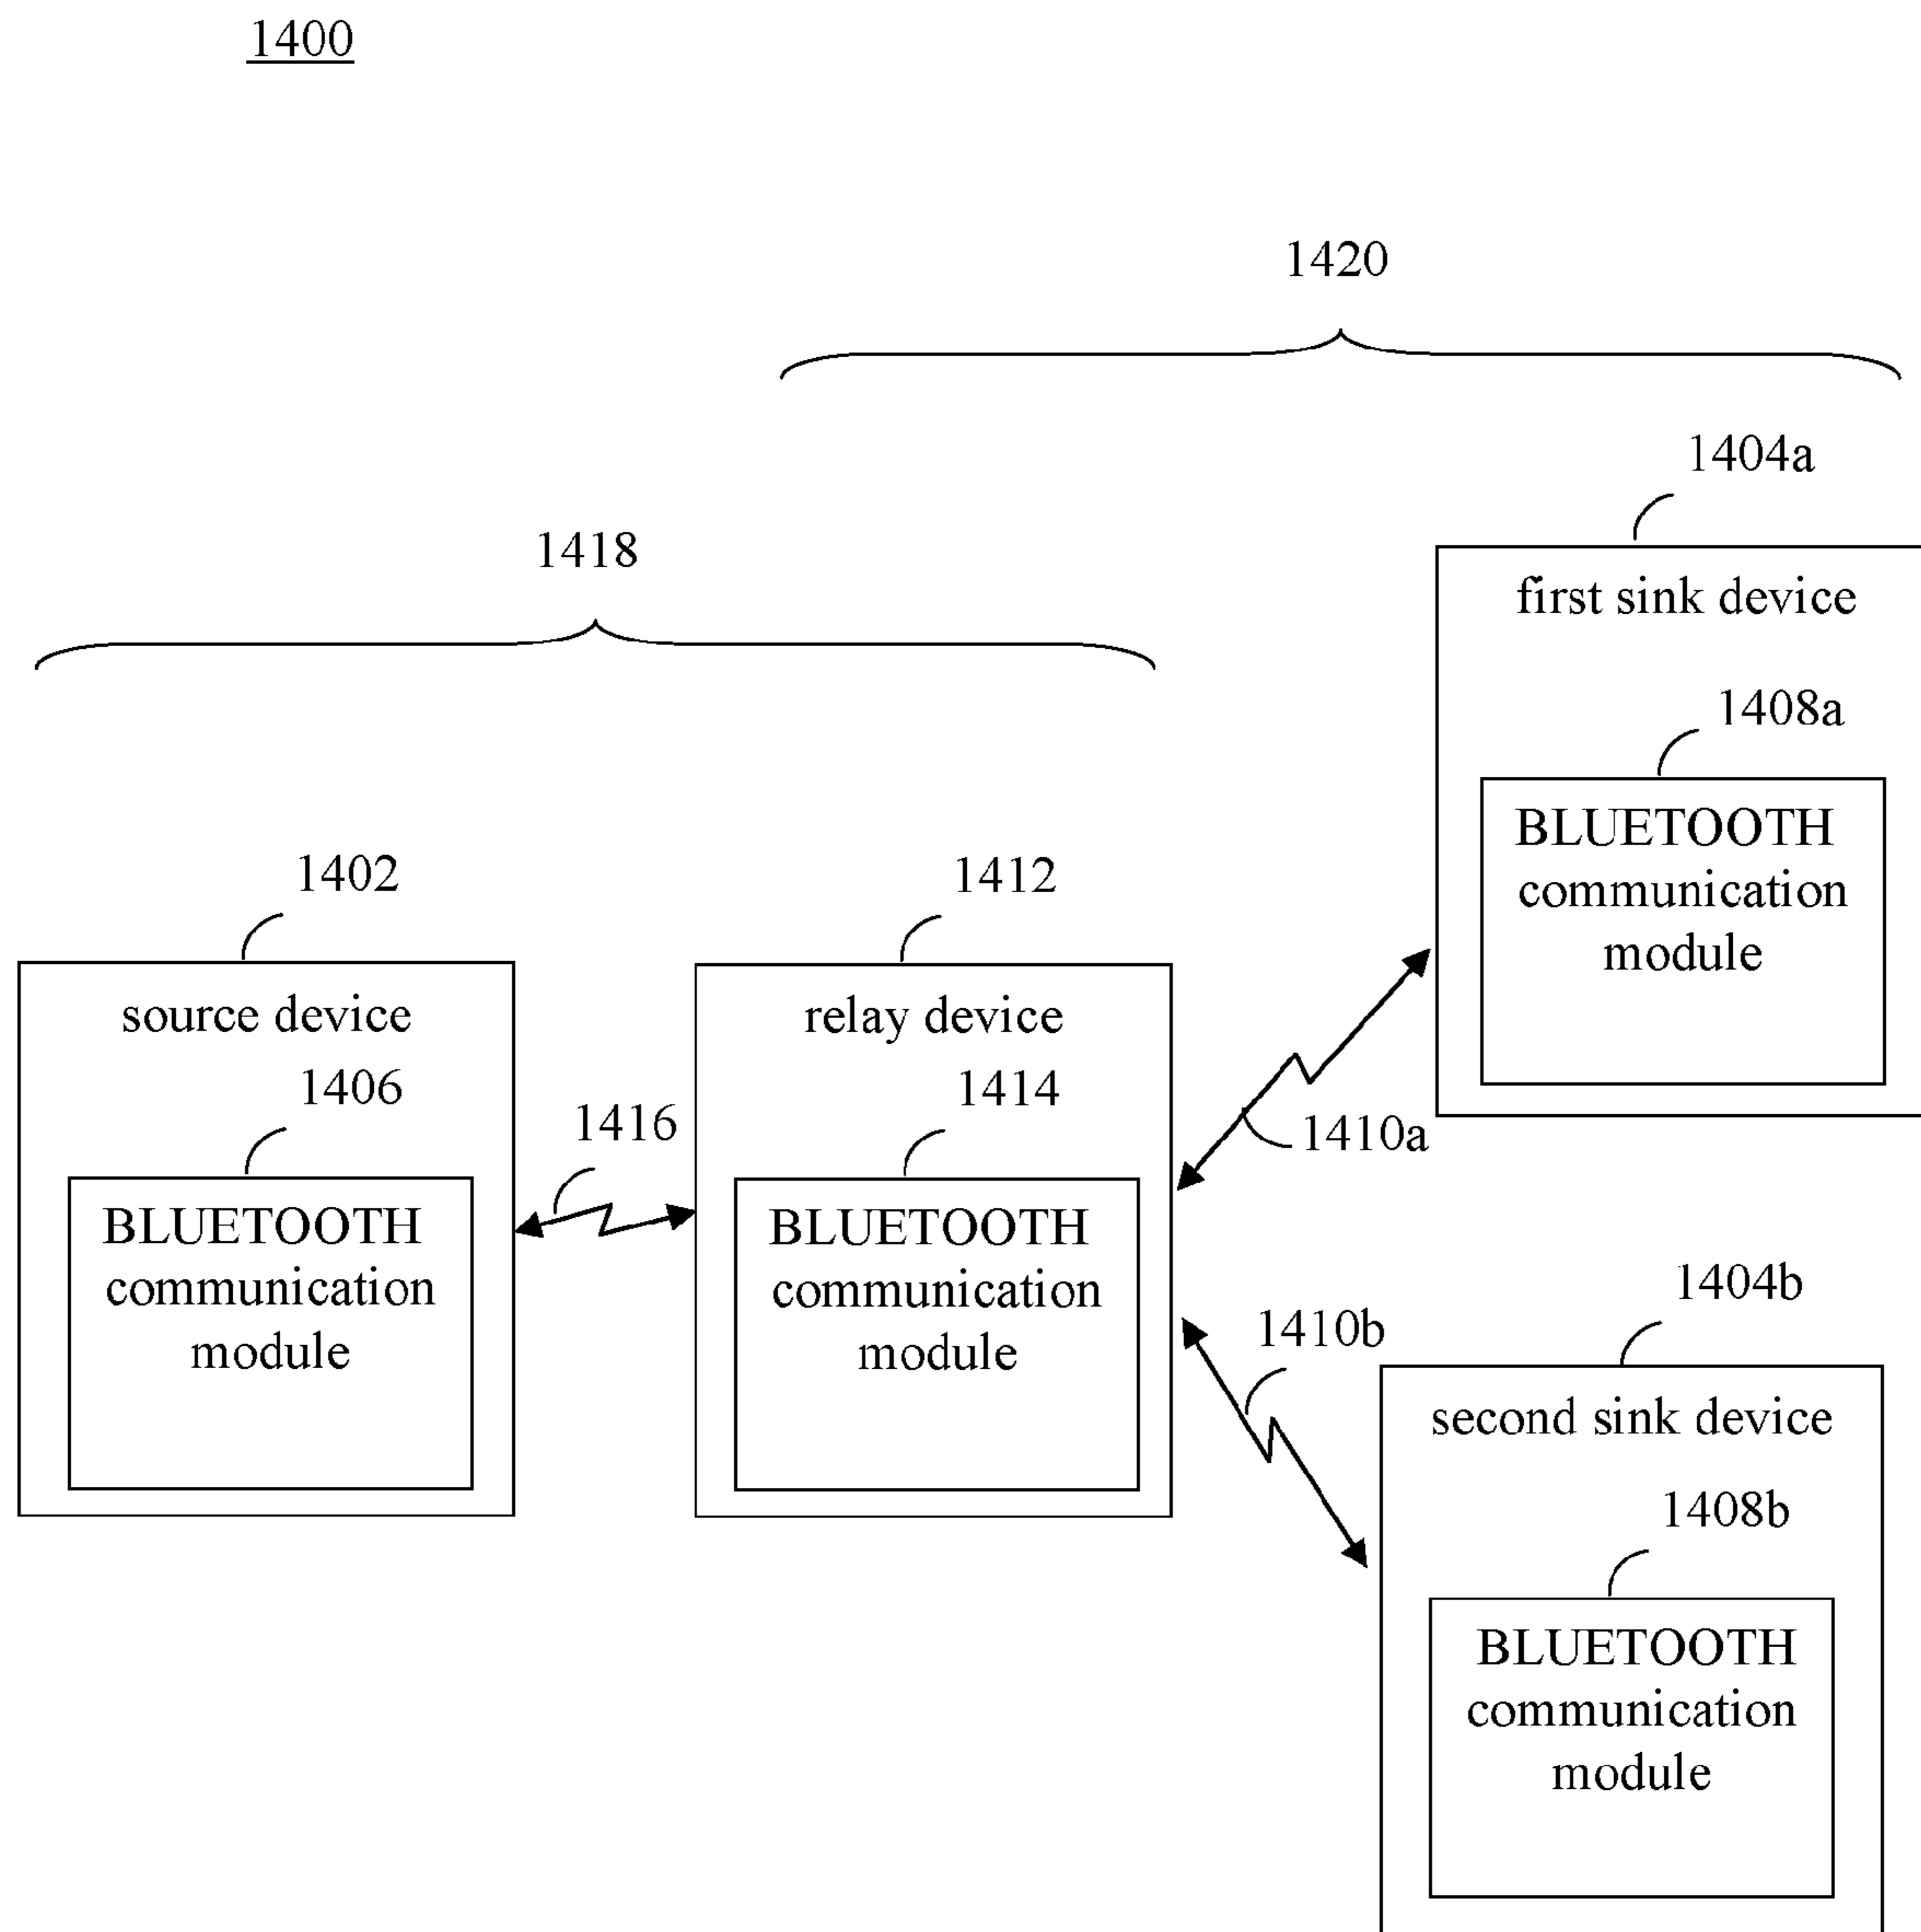 1400
1420
1404a
1418
first sink device
1408a
BLUETOOTH
communication
module
1402
1412
source device
relay device
1406
1416
1414
1410a
BLUETOOTH
communication
module
BLUETOOTH
communication
module
1404b
1410b
second sink device
1408b
BLUETOOTH
communication
module